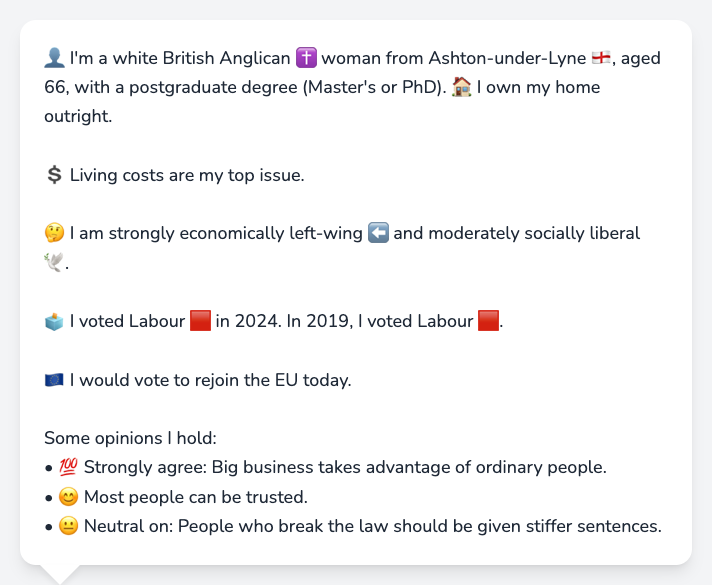 👤 I'm a white British Anglican ✝️ woman from Ashton-under-Lyne 🏴󠁧󠁢󠁥󠁮󠁧󠁿, aged
66, with a postgraduate degree (Master's or PhD). 🏠 I own my home
outright.
💲 Living costs are my top issue.
🤔 I am strongly economically left-wing ⬅️ and moderately socially liberal
🕊️.
🗳️ I voted Labour 🟥 in 2024. In 2019, I voted Labour 🟥.
🇪🇺 I would vote to rejoin the EU today.
Some opinions I hold:
• 💯 Strongly agree: Big business takes advantage of ordinary people.
• 😊 Most people can be trusted.
• 😐 Neutral on: People who break the law should be given stiffer sentences.